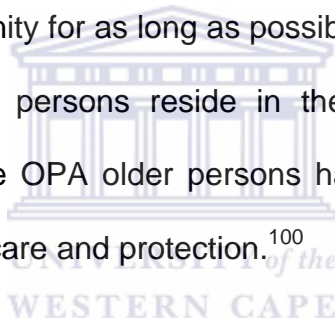 nity for as long as possib
persons reside in the
e OPA older persons ha
care and protection.100
UNIVERSITY of the
WESTERN CAPE